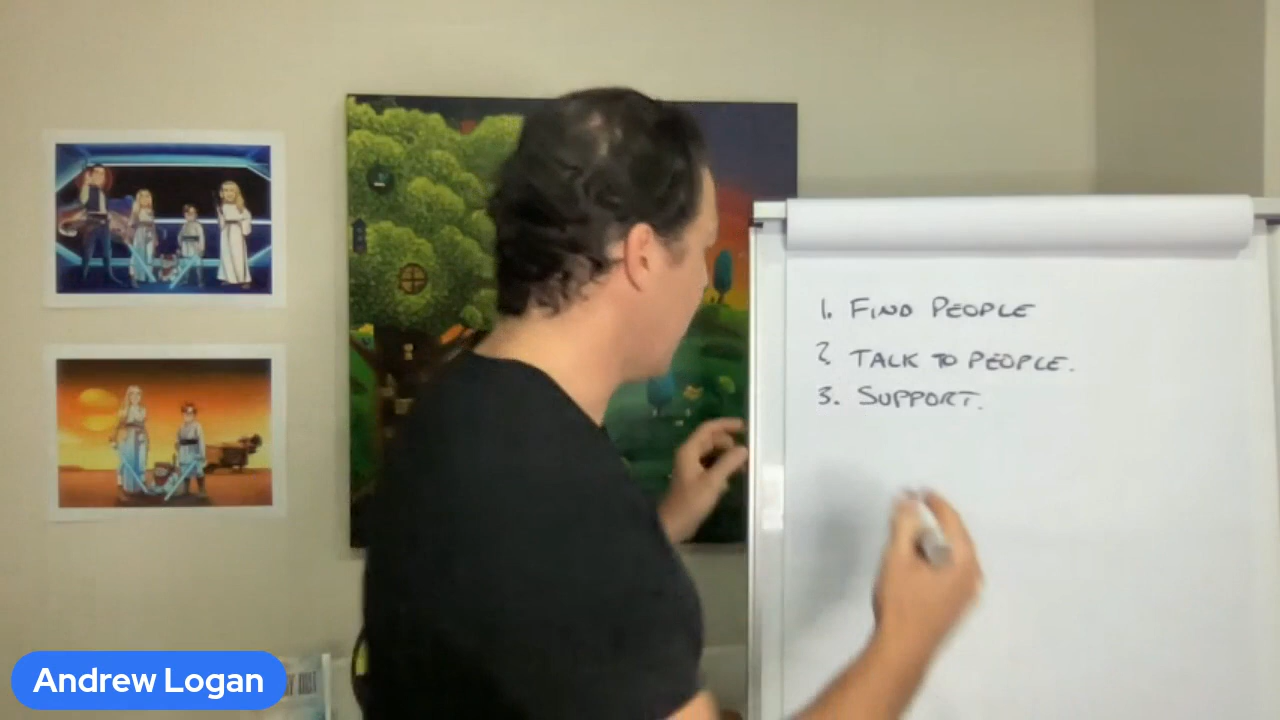 1. FIND PEOPLE
2 TALK TO PEOPLE.
3. SUPPORT.
Andrew Logan